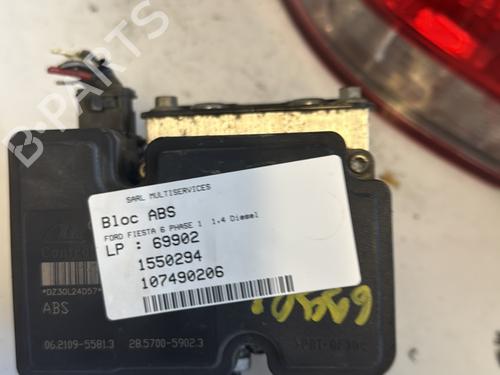 SARL MULTISERVICES
Bloc ABS
FORD FIESTA 6 PHASE 1 1.4 Diesel
LP : 69902
1550294
107490206
*DZ30L24D57*
ABS
06.2109-5581.3
28.5700-5902.3